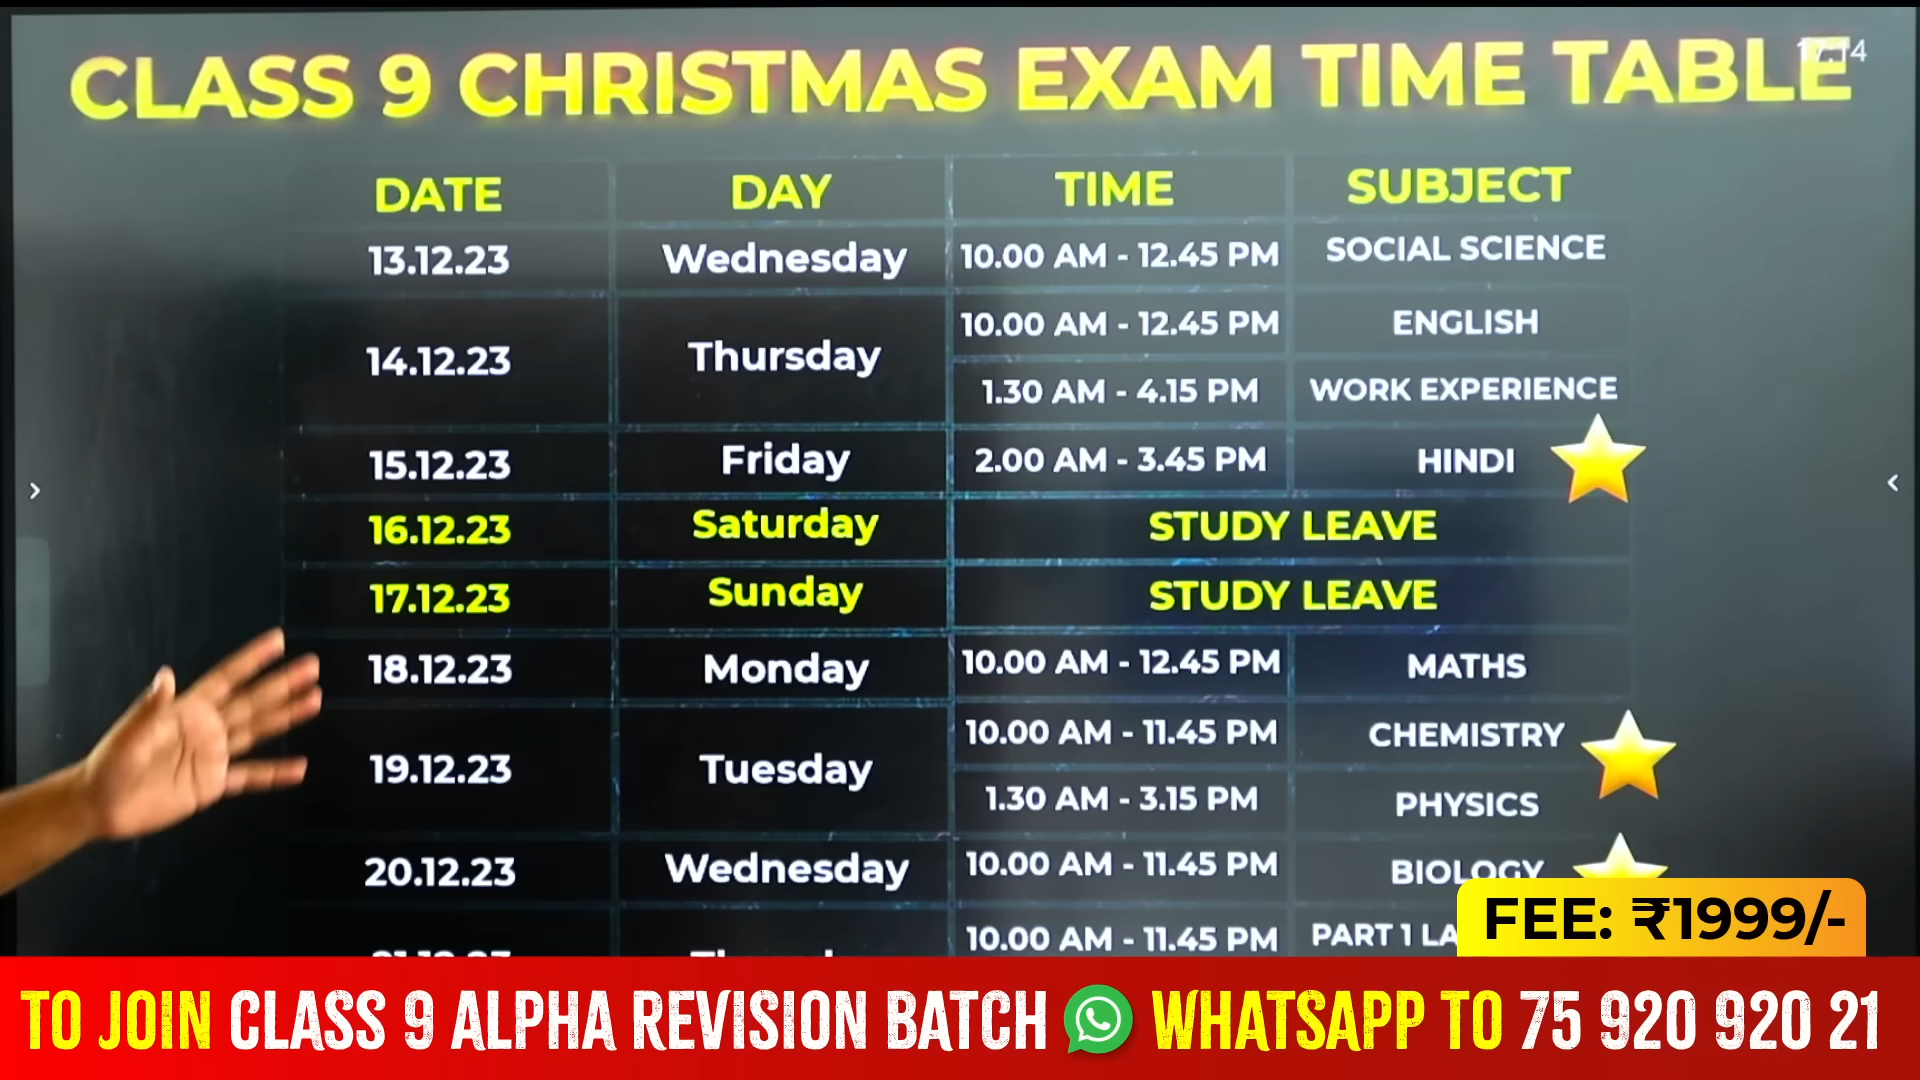 CLASS 9 CHRISTMAS EXAM TIME TABLE
17:14
DATE DAY TIME SUBJECT
13.12.23 Wednesday 10.00 AM - 12.45 PM SOCIAL SCIENCE
14.12.23 Thursday 10.00 AM - 12.45 PM ENGLISH
1.30 AM - 4.15 PM WORK EXPERIENCE
15.12.23 Friday 2.00 AM - 3.45 PM HINDI
16.12.23 Saturday STUDY LEAVE
17.12.23 Sunday STUDY LEAVE
18.12.23 Monday 10.00 AM - 12.45 PM MATHS
19.12.23 Tuesday 10.00 AM - 11.45 PM CHEMISTRY
1.30 AM - 3.15 PM PHYSICS
20.12.23 Wednesday 10.00 AM - 11.45 PM BIOLOGY
10.00 AM - 11.45 PM PART 1 LA
FEE: ₹1999/-
TO JOIN CLASS 9 ALPHA REVISION BATCH WHATSAPP TO 75 920 920 21